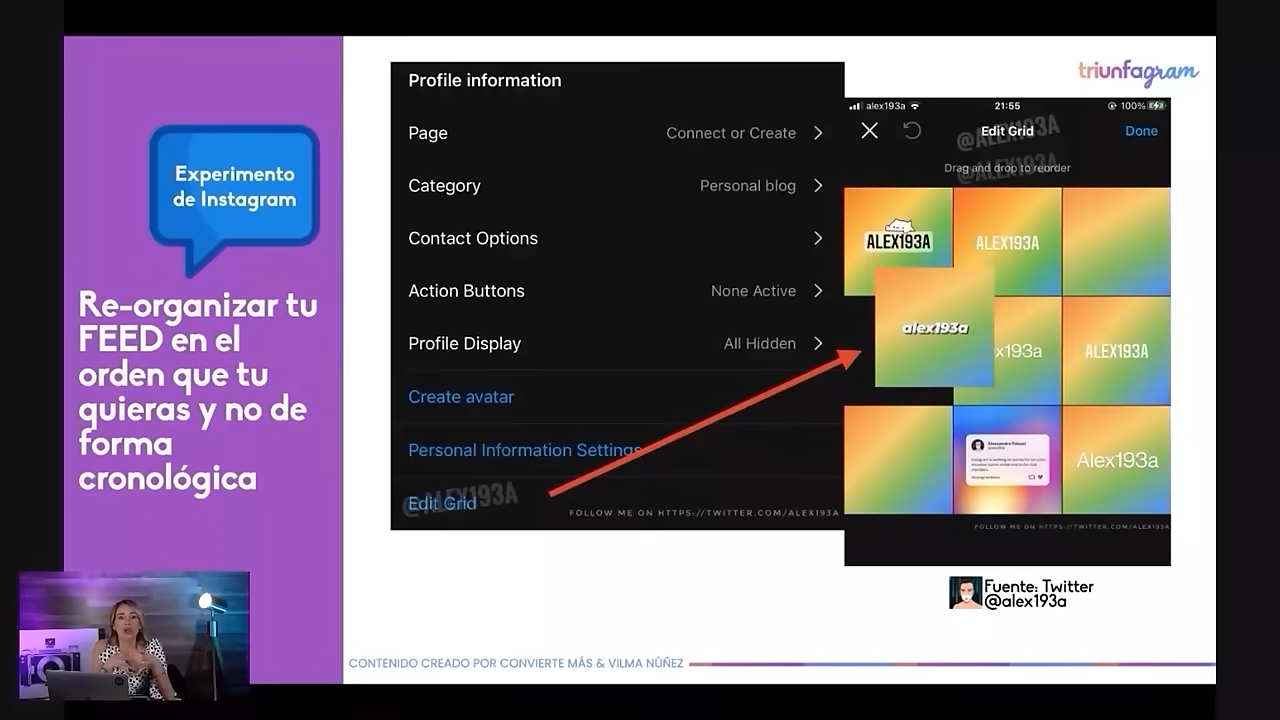 Experimento
de Instagram
Re-organizar tu
FEED en el
orden que tu
quieras y no de
forma
cronológica
Profile information
Page Connect or Create
Category Personal blog
Contact Options
Action Buttons None Active
Profile Display All Hidden
Create avatar
Personal Information Settings
Edit Grid
@ALEX193A
FOLLOW ME ON HTTPS://TWITTER.COM/ALEX193A
triunfagram
alex193a 21:55 100%
Edit Grid Done
@ALEX193A
@ALEX193A
Drag and drop to reorder
ALEX193A ALEX193A
alex193a x193a ALEX193A
Alessandro Paluzzi
Alex193a
FOLLOW ME ON HTTPS://TWITTER.COM/ALEX193A
Fuente: Twitter
@alex193a
CONTENIDO CREADO POR CONVIERTE MÁS & VILMA NÚÑEZ